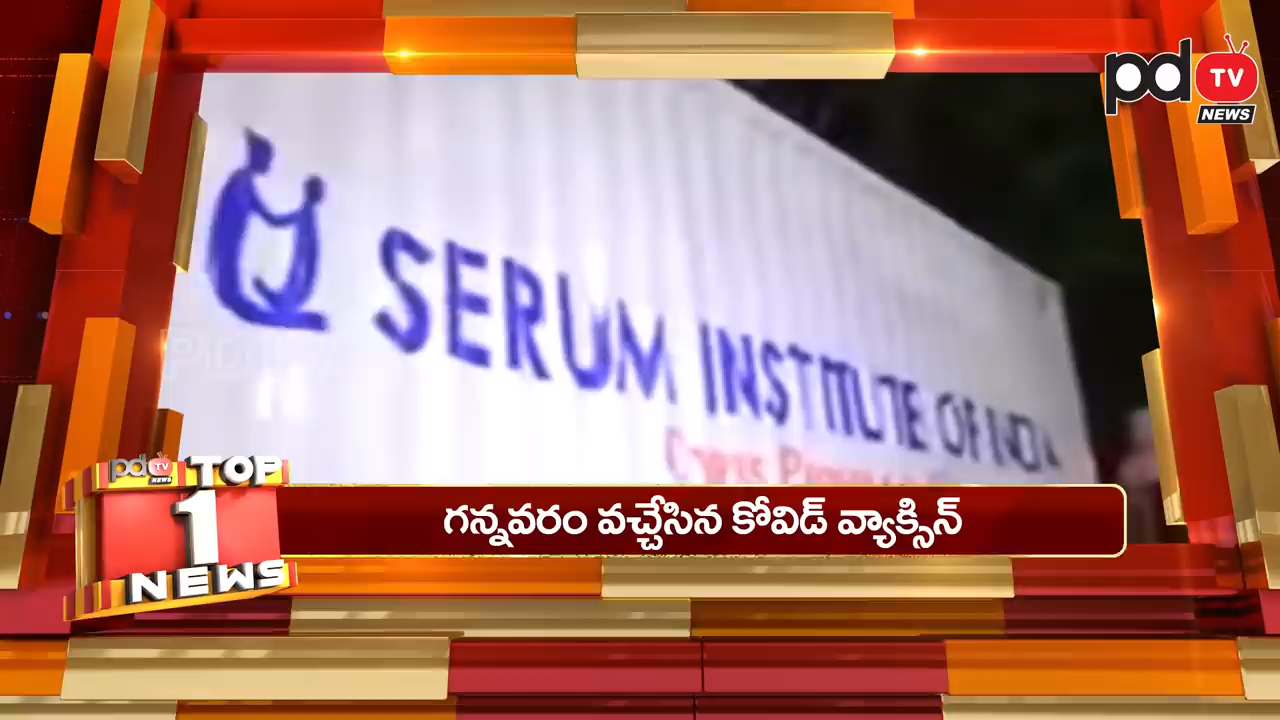 pd TV
NEWS
SERUM INSTITUTE OF INDIA
pd TV NEWS TOP
1
NEWS
గన్నవరం వచ్చేసిన కోవిడ్ వ్యాక్సిన్